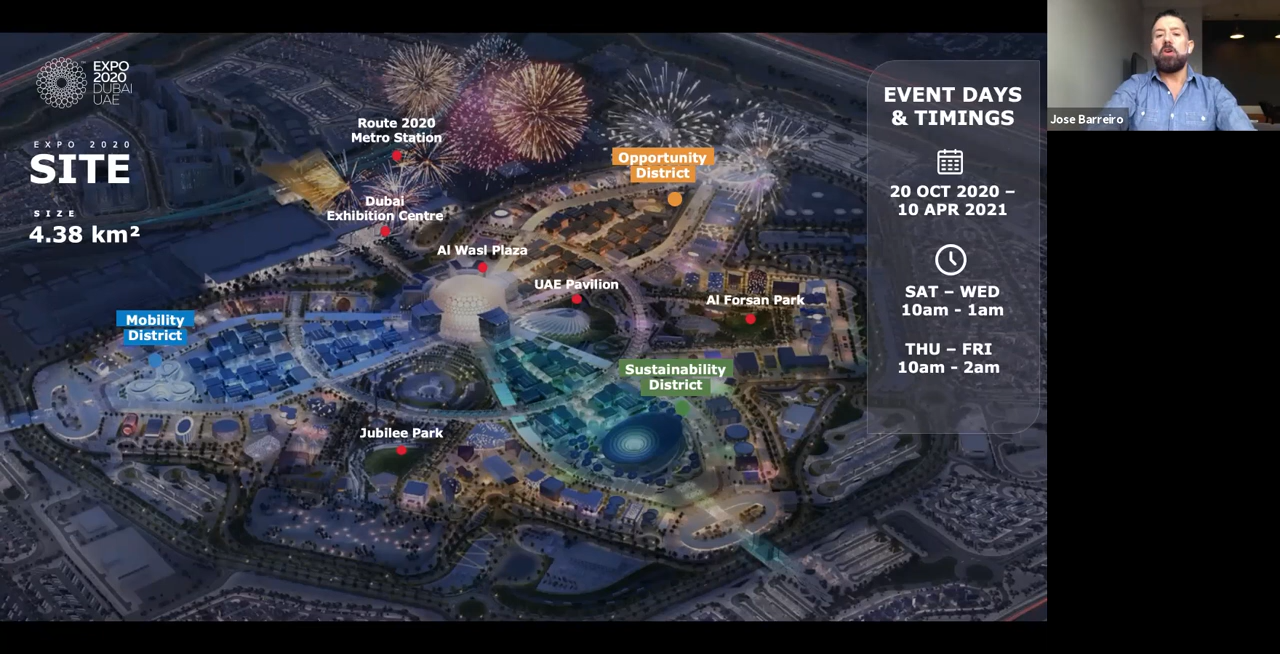 EXPO
2020
DUBAI
UAE
EXPO 2020
SITE
SIZE
4.38 km²
Route 2020
Metro Station
Dubai
Exhibition Centre
Al Wasl Plaza
UAE Pavilion
Al Forsan Park
Opportunity
District
Mobility
District
Sustainability
District
Jubilee Park
EVENT DAYS
& TIMINGS
20 OCT 2020 –
10 APR 2021
SAT – WED
10am - 1am
THU – FRI
10am - 2am
Jose Barreiro